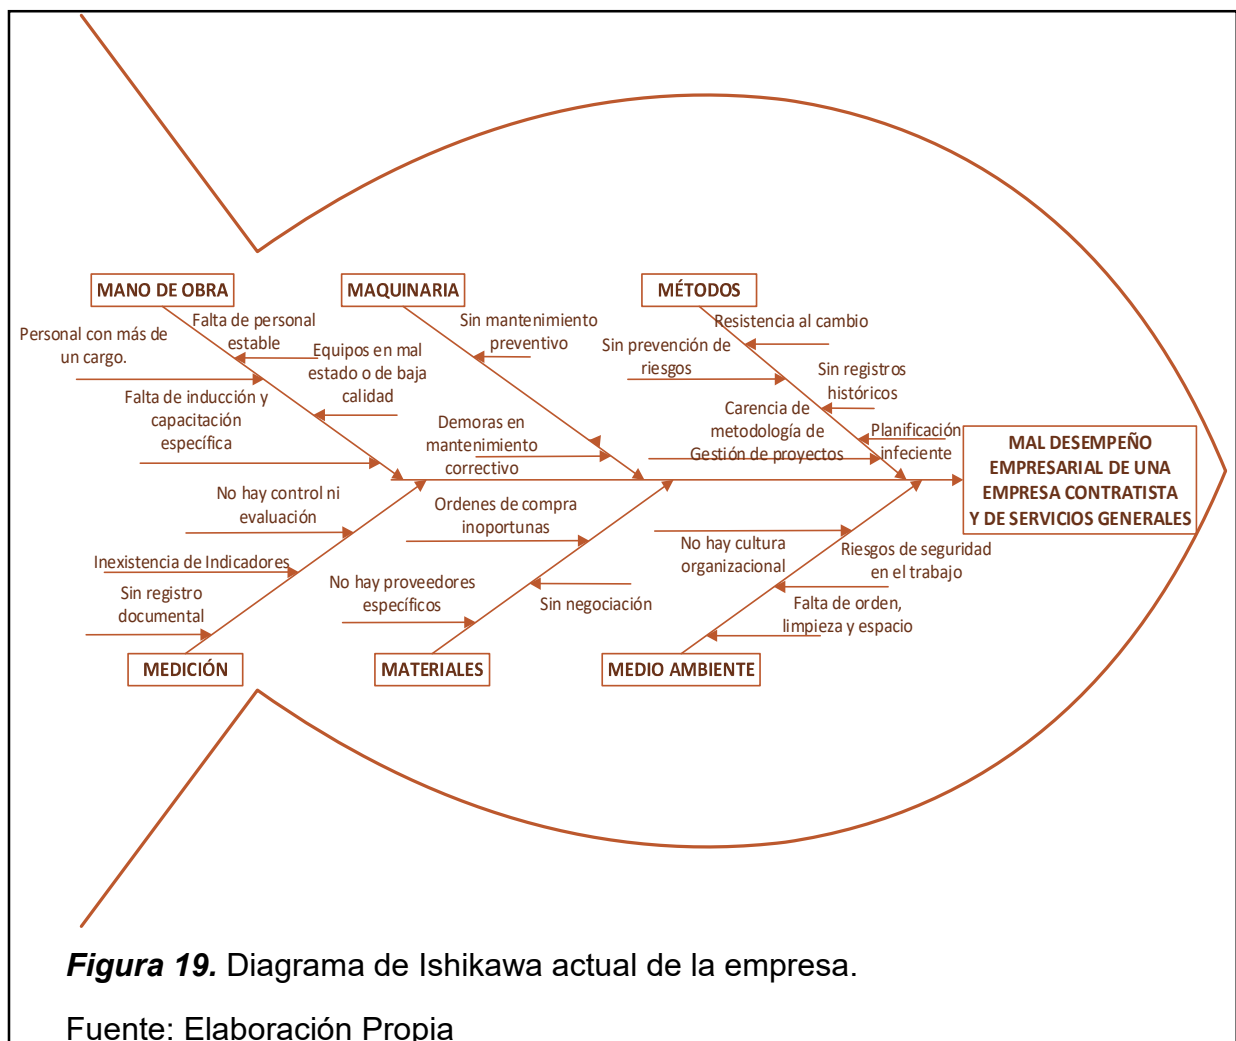 MANO DE OBRA
MAQUINARIA
MÉTODOS
Personal con más de
un cargo.
Falta de personal
estable
Equipos en mal
estado o de baja
calidad
Falta de inducción y
capacitación
específica
Sin mantenimiento
preventivo
Demoras en
mantenimiento
correctivo
Resistencia al cambio
Sin prevención de
riesgos
Sin registros
históricos
Carencia de
metodología de
Gestión de proyectos
Planificación
infeciente
MAL DESEMPEÑO
EMPRESARIAL DE UNA
EMPRESA CONTRATISTA
Y DE SERVICIOS GENERALES
No hay control ni
evaluación
Inexistencia de Indicadores
Sin registro
documental
Ordenes de compra
inoportunas
No hay proveedores
específicos
Sin negociación
No hay cultura
organizacional
Riesgos de seguridad
en el trabajo
Falta de orden,
limpieza y espacio
MEDICIÓN
MATERIALES
MEDIO AMBIENTE
Figura 19. Diagrama de Ishikawa actual de la empresa.
Fuente: Elaboración Propia